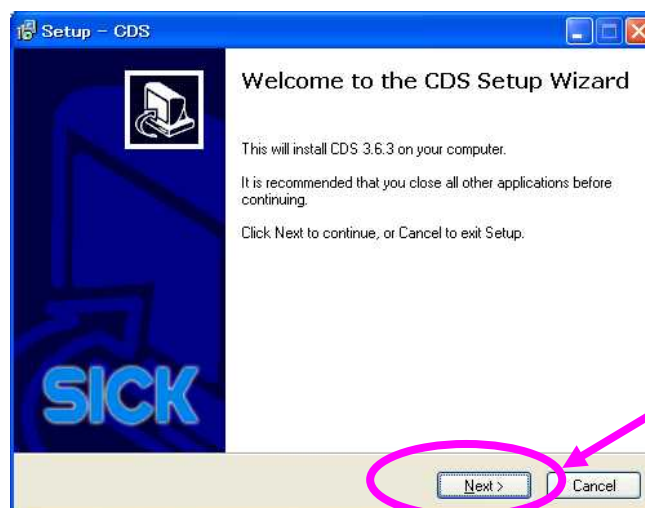 Setup - CDS
Welcome to the CDS Setup Wizard
This will install CDS 3.6.3 on your computer.
It is recommended that you close all other applications before
continuing.
Click Next to continue, or Cancel to exit Setup.
SICK
Next >
Cancel